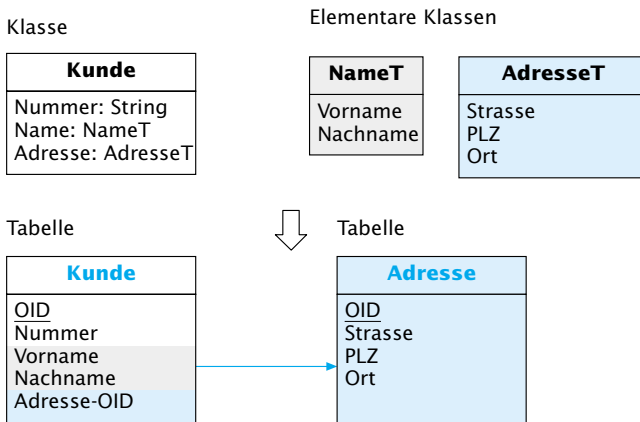 Klasse
Elementare Klassen
Kunde
Nummer: String
Name: NameT
Adresse: AdresseT
NameT
Vorname
Nachname
AdresseT
Strasse
PLZ
Ort
Tabelle
Tabelle
Kunde
OID
Nummer
Vorname
Nachname
Adresse-OID
Adresse
OID
Strasse
PLZ
Ort